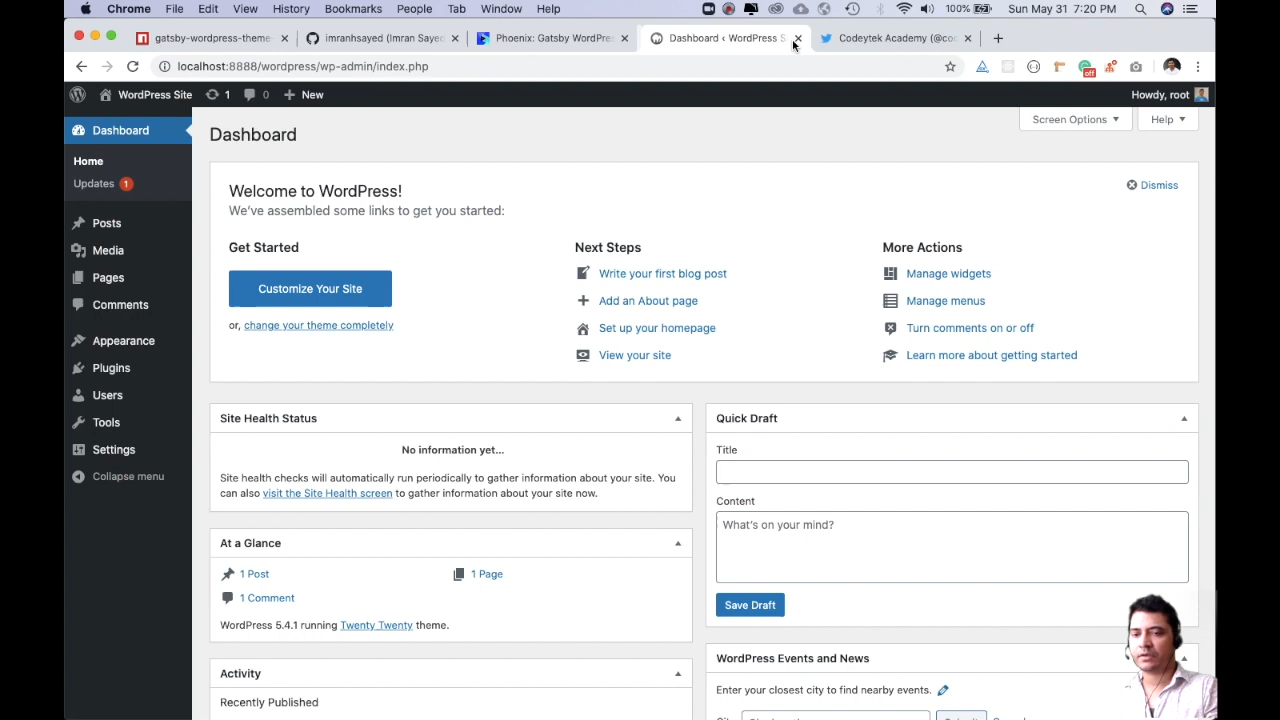 Chrome File Edit View History Bookmarks People Tab Window Help 100% Sun May 31 7:20 PM
gatsby-wordpress-theme imranhsayed (Imran Saye Phoenix: Gatsby WordPre Dashboard ‹ WordPress S Codeytek Academy (@cod
localhost:8888/wordpress/wp-admin/index.php
off
WordPress Site 1 0 New Howdy, root
Dashboard
Home
Updates 1
Posts
Media
Pages
Comments
Appearance
Plugins
Users
Tools
Settings
Collapse menu
Dashboard
Screen Options Help
Welcome to WordPress!
Dismiss
We've assembled some links to get you started:
Get Started
Customize Your Site
or, change your theme completely
Next Steps
Write your first blog post
Add an About page
Set up your homepage
View your site
More Actions
Manage widgets
Manage menus
Turn comments on or off
Learn more about getting started
Site Health Status
No information yet...
Site health checks will automatically run periodically to gather information about your site. You
can also visit the Site Health screen to gather information about your site now.
At a Glance
1 Post 1 Page
1 Comment
WordPress 5.4.1 running Twenty Twenty theme.
Activity
Recently Published
Quick Draft
Title
Content
What's on your mind?
Save Draft
WordPress Events and News
Enter your closest city to find nearby events.